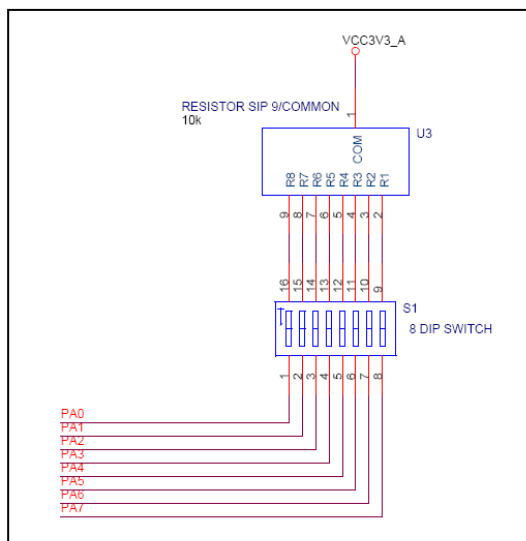 VCC3V3_A
1
RESISTOR SIP 9/COMMON
10k
U3
COM
R8 R7 R6 R5 R4 R3 R2 R1
9 8 7 6 5 4 3 2
16 15 14 13 12 11 10 9
S1
8 DIP SWITCH
1 2 3 4 5 6 7 8
PA0
PA1
PA2
PA3
PA4
PA5
PA6
PA7